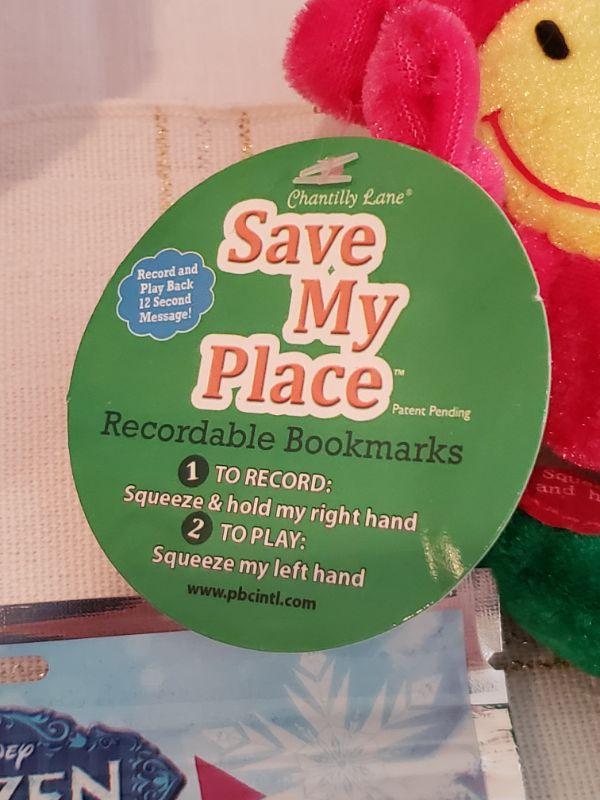 Chantilly Lane®
Save
My
Place™
Patent Pending
Record and
Play Back
12 Second
Message!
Recordable Bookmarks
1 TO RECORD:
Squeeze & hold my right hand
2 TO PLAY:
Squeeze my left hand
www.pbcintl.com
and